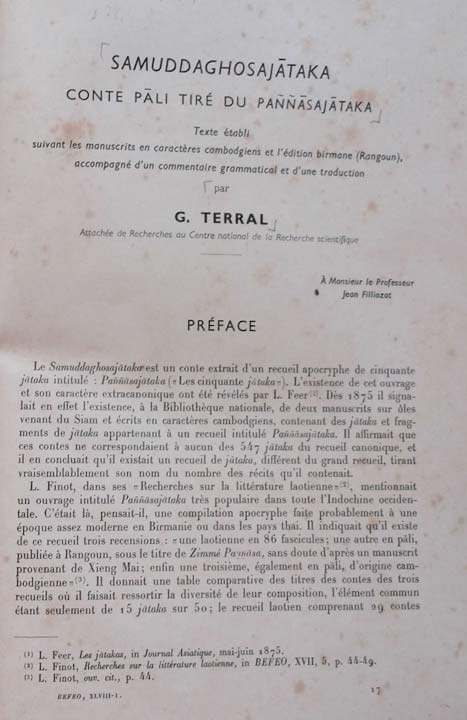 SAMUDDAGHOSAJĀTAKA
CONTE PĀLI TIRÉ DU PAÑÑĀSAJĀTAKA
Texte établi
suivant les manuscrits en caractères cambodgiens et l'édition birmane (Rangoun),
accompagné d'un commentaire grammatical et d'une traduction
par
G. TERRAL
Attachée de Recherches au Centre national de la Recherche scientifique
À Monsieur le Professeur
Jean Filliozat
PRÉFACE
Le Samuddaghosajātaka est un conte extrait d'un recueil apocryphe de cinquante
jātaka intitulé : Paññāsajātaka (« Les cinquante jātaka »). L'existence de cet ouvrage
et son caractère extracanonique ont été révélés par L. Feer(1). Dès 1875 il signa-
lait en effet l'existence, à la Bibliothèque nationale, de deux manuscrits sur ôles
venant du Siam et écrits en caractères cambodgiens, contenant des jātaka et frag-
ments de jātaka appartenant à un recueil intitulé Paññāsajātaka. Il affirmait que
ces contes ne correspondaient à aucun des 547 jātaka du recueil canonique, et
il en concluait qu'il existait un recueil de jātaka, différent du grand recueil, tirant
vraisemblablement son nom du nombre des récits qu'il contenait.
L. Finot, dans ses « Recherches sur la littérature laotienne »(2), mentionnait
un ouvrage intitulé Paññāsajātaka très populaire dans toute l'Indochine occiden-
tale. C'était là, pensait-il, une compilation apocryphe faite probablement à une
époque assez moderne en Birmanie ou dans les pays thai. Il indiquait qu'il existe
de ce recueil trois recensions : « une laotienne en 86 fascicules; une autre en pāli,
publiée à Rangoun, sous le titre de Zimmé Paṇṇāsa, sans doute d'après un manuscrit
provenant de Xieng Mai; enfin une troisième, également en pāli, d'origine cam-
bodgienne »(3). Il donnait une table comparative des titres des contes des trois
recueils où il faisait ressortir la diversité de leur composition, l'élément commun
étant seulement de 15 jātaka sur 50; le recueil laotien comprenant 29 contes
(1) L. Feer, Les jātakas, in Journal Asiatique, mai-juin 1875.
(2) L. Finot, Recherches sur la littérature laotienne, in BEFEO, XVII, 5, p. 44-49.
(3) L. Finot, ouv. cit., p. 44.
BEFEO, XLVIII-1.
17